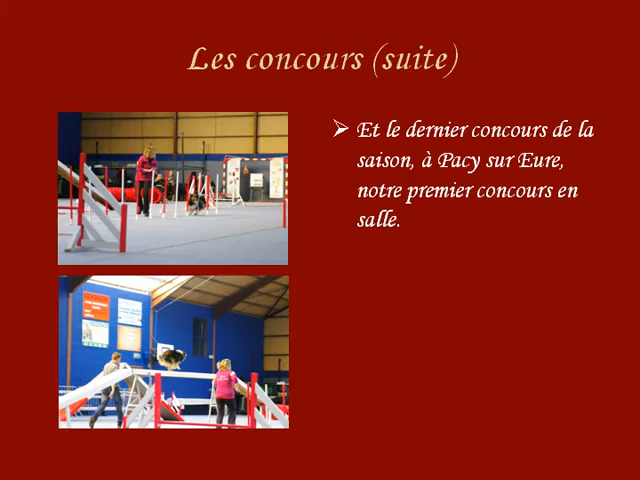 Les concours (suite)
Et le dernier concours de la
saison, à Pacy sur Eure,
notre premier concours en
salle.